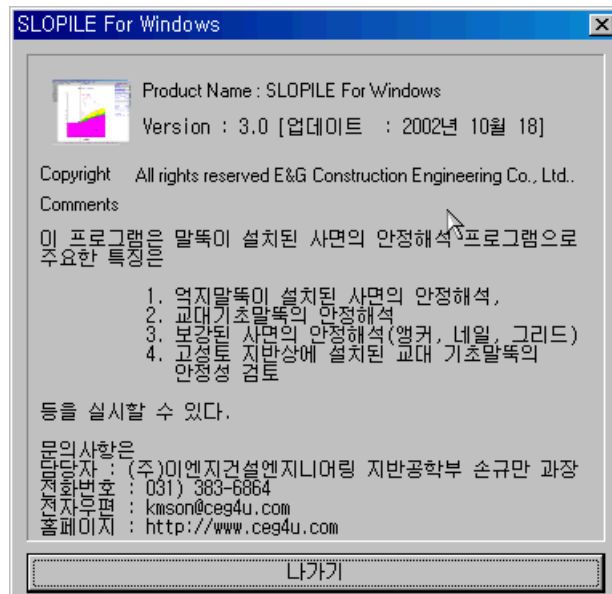 SLOPILE For Windows
Product Name : SLOPILE For Windows
Version : 3.0 [업데이트 : 2002년 10월 18]
Copyright All rights reserved E&G Construction Engineering Co., Ltd..
Comments
이 프로그램은 말뚝이 설치된 사면의 안정해석 프로그램으로
주요한 특징은
1. 억지말뚝이 설치된 사면의 안정해석,
2. 교대기초말뚝의 안정해석
3. 보강된 사면의 안정해석(앵커, 네일, 그리드)
4. 고성토 지반상에 설치된 교대 기초말뚝의
안정성 검토
등을 실시할 수 있다.
문의사항은
담당자 : (주)이엔지건설엔지니어링 지반공학부 손규만 과장
전화번호 : 031) 383-6864
전자우편 : kmson@ceg4u.com
홈페이지 : http://www.ceg4u.com
나가기